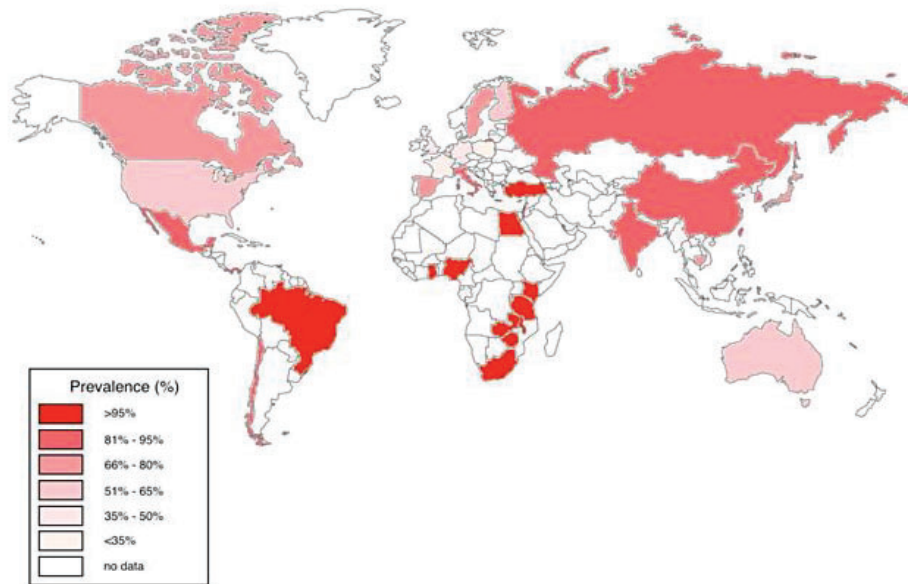 Prevalence (%)
>95%
81% - 95%
66% - 80%
51% - 65%
35% - 50%
<35%
no data